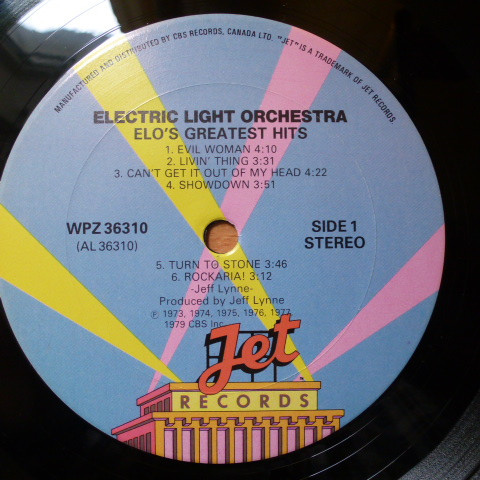 MANUFACTURED AND DISTRIBUTED BY CBS RECORDS, CANADA LTD. "JET" IS A TRADEMARK OF JET RECORDS.
ELECTRIC LIGHT ORCHESTRA
ELO'S GREATEST HITS
1. EVIL WOMAN 4:10
2. LIVIN' THING 3:31
3. CAN'T GET IT OUT OF MY HEAD 4:22
4. SHOWDOWN 3:51
WPZ 36310
(AL 36310)
SIDE 1
STEREO
5. TURN TO STONE 3:46
6. ROCKARIA! 3:12
-Jeff Lynne-
Produced by Jeff Lynne
℗ 1973, 1974, 1975, 1976, 1977,
1979 CBS Inc.
Jet
RECORDS